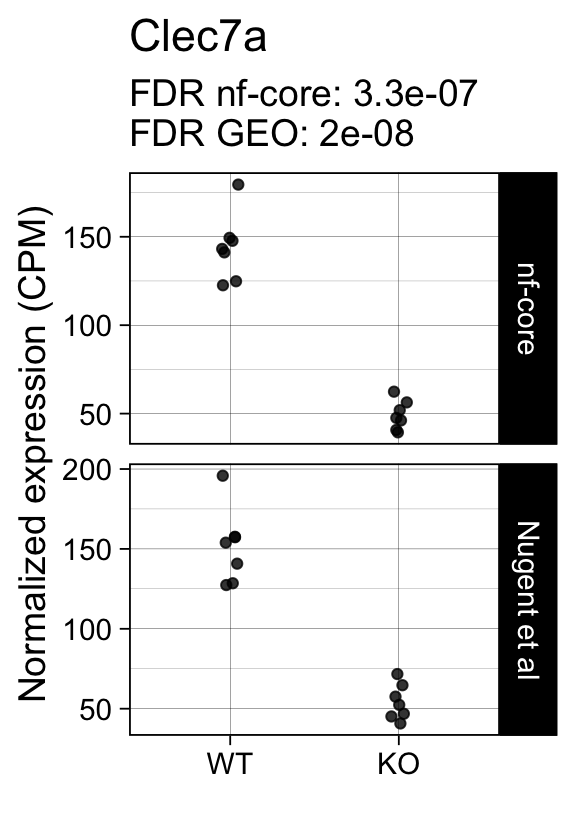 Clec7a
FDR nf-core: 3.3e-07
FDR GEO: 2e-08
Normalized expression (CPM)
150
100
50
nf-core
200
150
100
50
Nugent et al
WT
KO